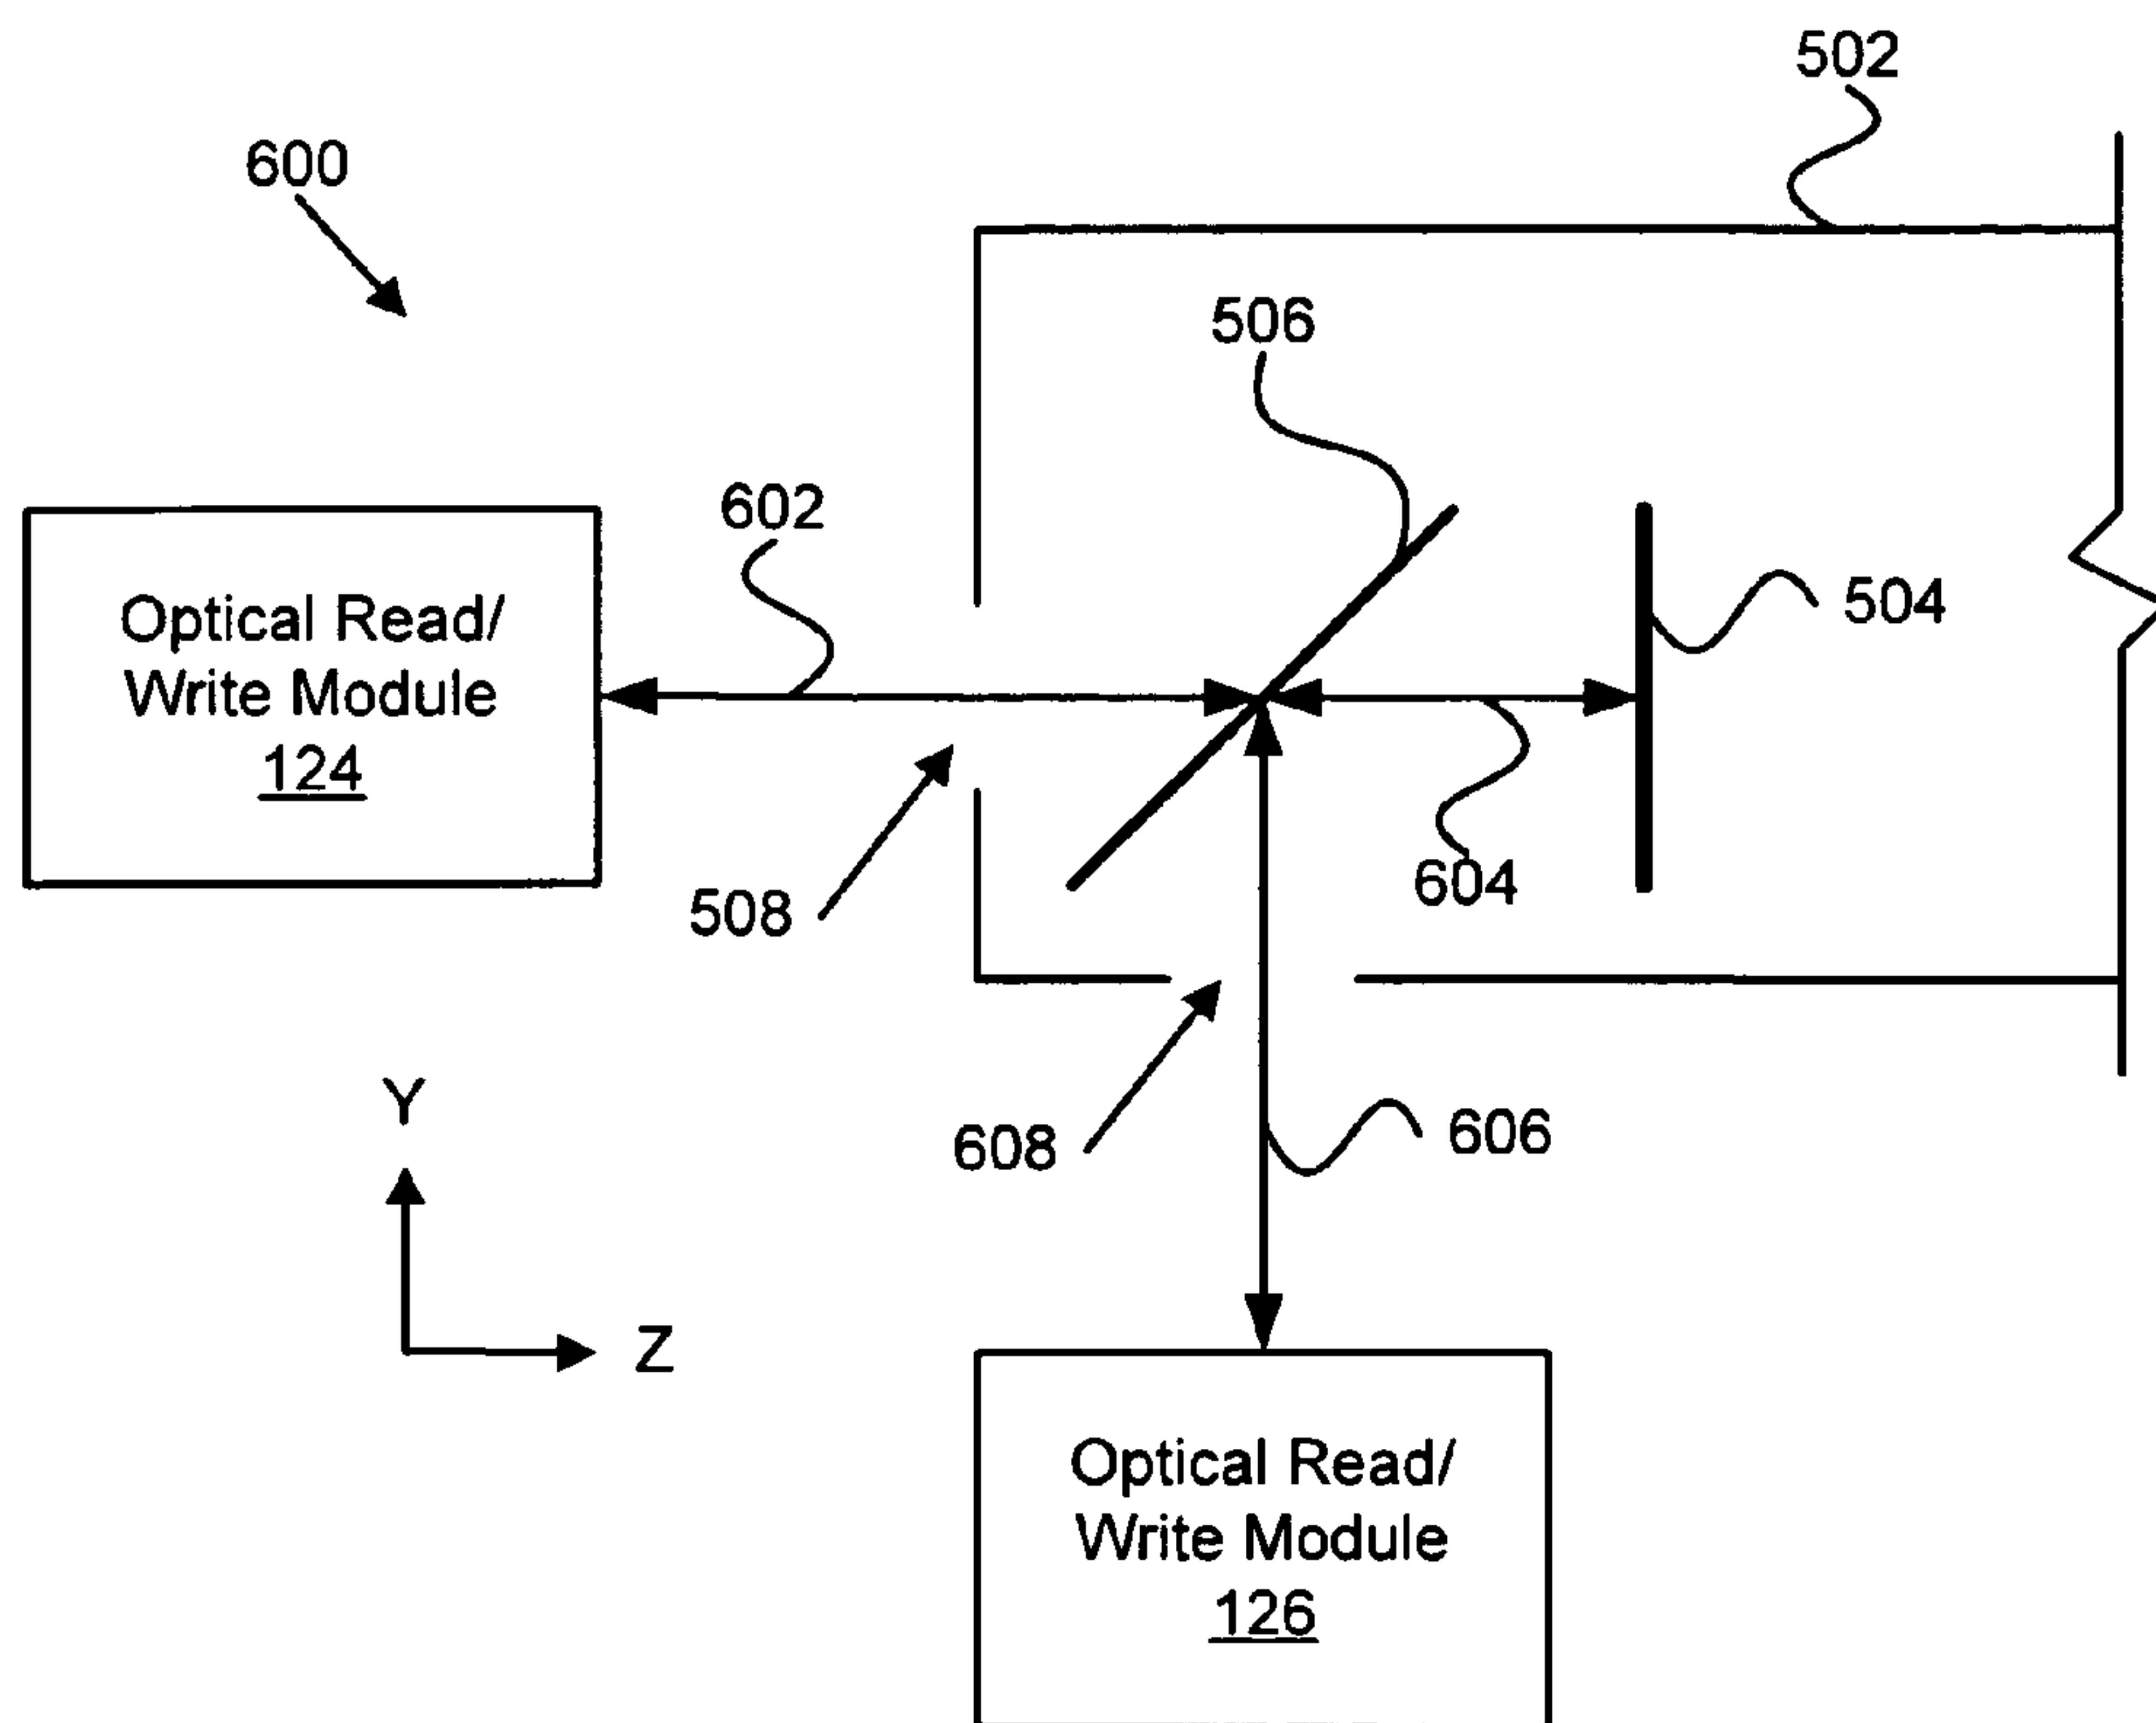 502
600
506
602
504
Optical Read/
Write Module
124
604
508
Y
608
606
Z
Optical Read/
Write Module
126